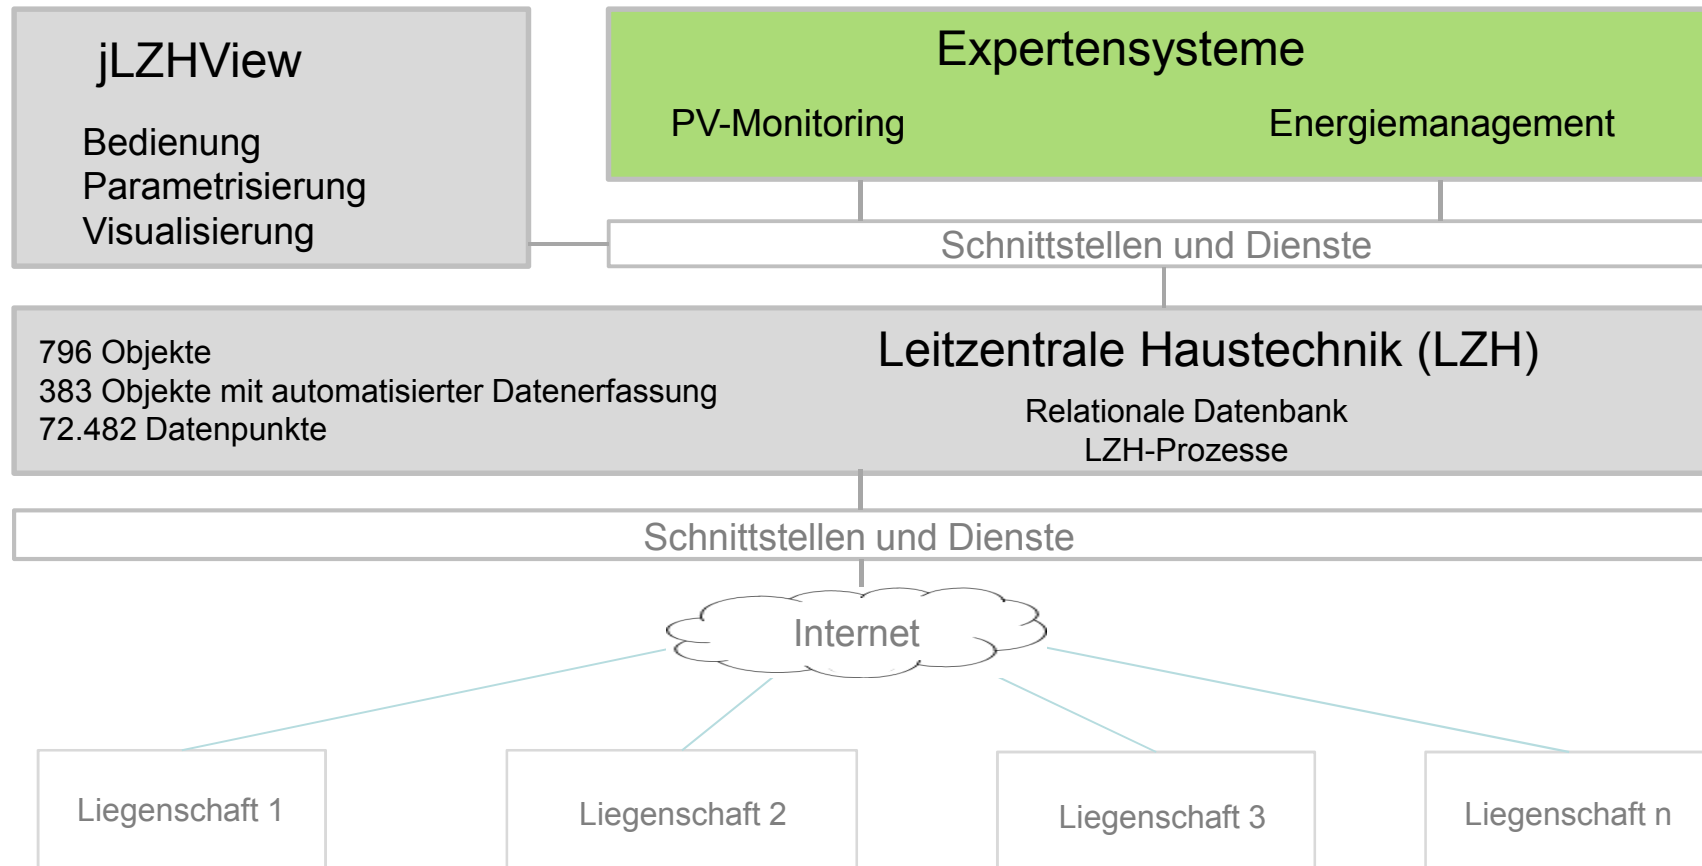 jLZHView
Bedienung
Parametrisierung
Visualisierung
Expertensysteme
PV-Monitoring
Energiemanagement
Schnittstellen und Dienste
796 Objekte
383 Objekte mit automatisierter Datenerfassung
72.482 Datenpunkte
Leitzentrale Haustechnik (LZH)
Relationale Datenbank
LZH-Prozesse
Schnittstellen und Dienste
Internet
Liegenschaft 1
Liegenschaft 2
Liegenschaft 3
Liegenschaft n